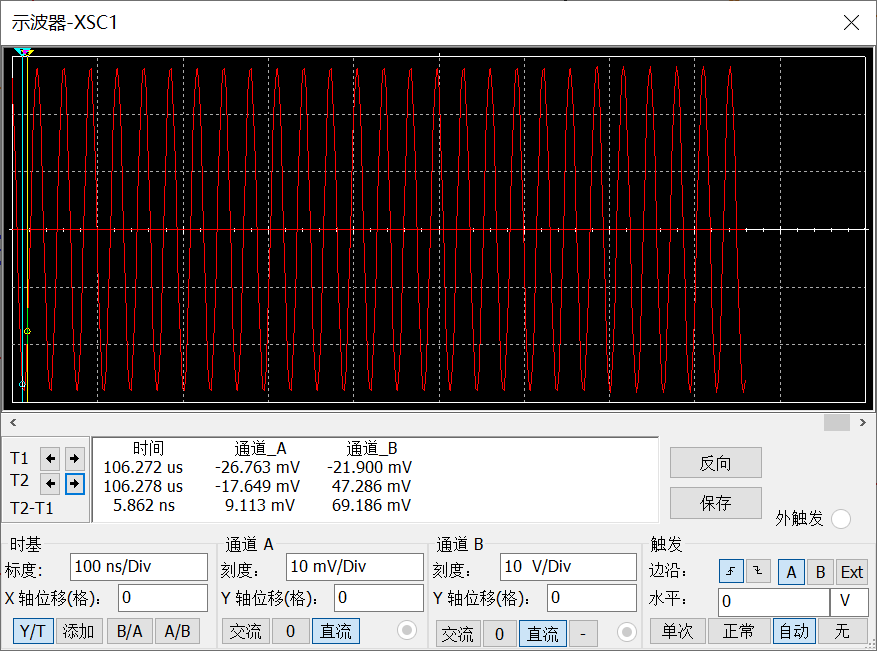 示波器-XSC1
时间 通道_A 通道_B
T1 106.272 us -26.763 mV -21.900 mV
T2 106.278 us -17.649 mV 47.286 mV
T2-T1 5.862 ns 9.113 mV 69.186 mV
反向
保存
外触发
时基 通道 A 通道 B 触发
标度: 100 ns/Div 刻度: 10 mV/Div 刻度: 10 V/Div 边沿: A B Ext
X 轴位移(格): 0 Y 轴位移(格): 0 Y 轴位移(格): 0 水平: 0 V
Y/T 添加 B/A A/B 交流 0 直流 交流 0 直流 - 单次 正常 自动 无